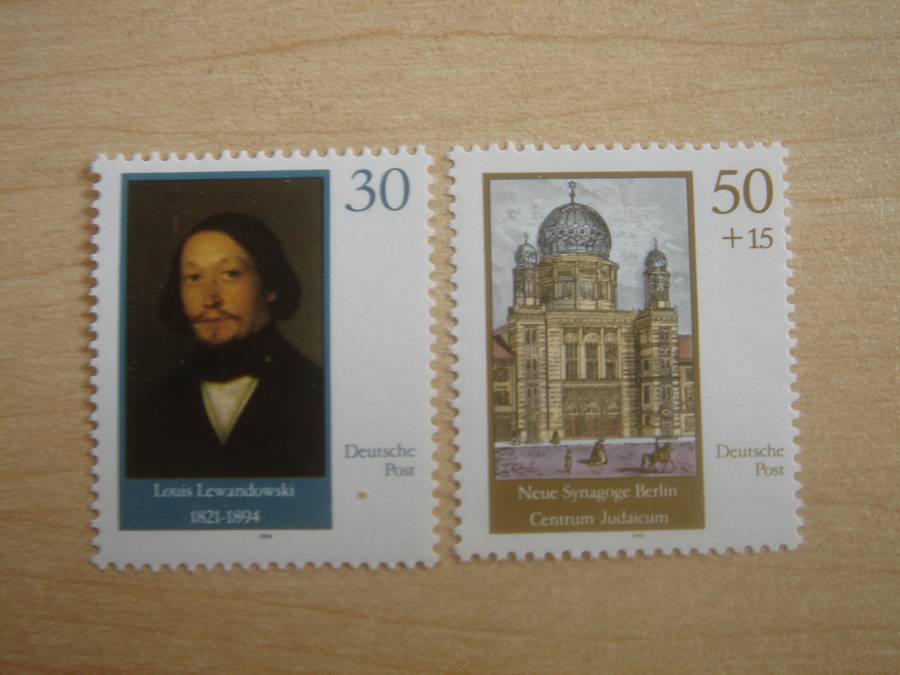 30
Deutsche
Post
Louis Lewandowski
1821-1894
50
+15
Deutsche
Post
Neue Synagoge Berlin
Centrum Judaicum